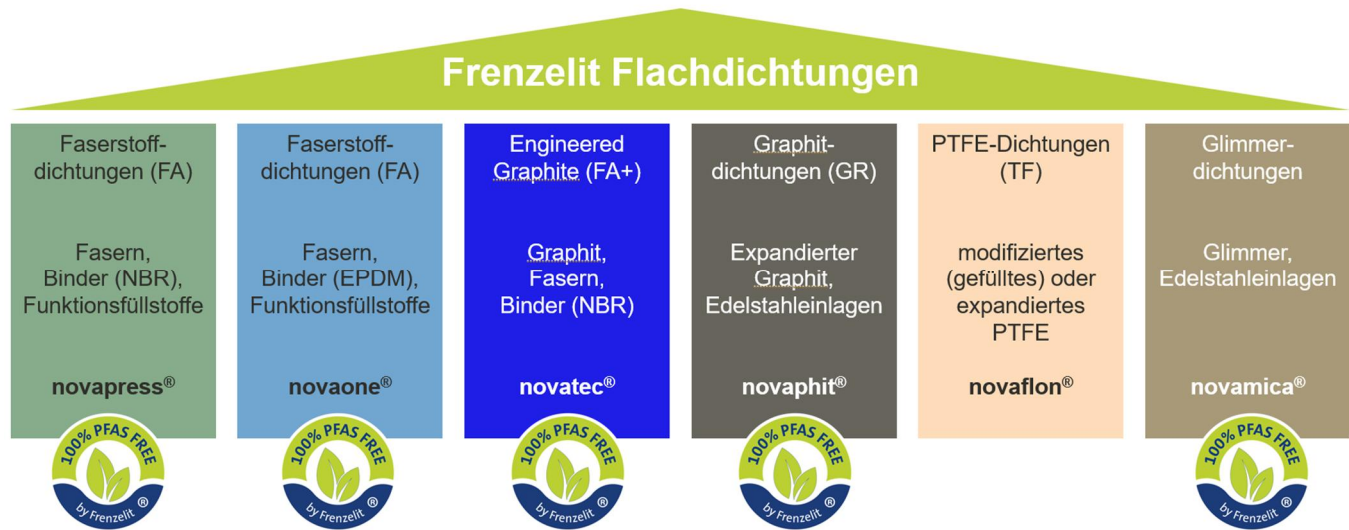 Frenzelit Flachdichtungen
Faserstoff-
dichtungen (FA)
Fasern,
Binder (NBR),
Funktionsfüllstoffe
novapress®
100% PFAS FREE
by Frenzelit ®
Faserstoff-
dichtungen (FA)
Fasern,
Binder (EPDM),
Funktionsfüllstoffe
novaone®
100% PFAS FREE
by Frenzelit ®
Engineered
Graphite (FA+)
Graphit,
Fasern,
Binder (NBR)
novatec®
100% PFAS FREE
by Frenzelit ®
Graphit-
dichtungen (GR)
Expandierter
Graphit,
Edelstahleinlagen
novaphit®
100% PFAS FREE
by Frenzelit ®
PTFE-Dichtungen
(TF)
modifiziertes
(gefülltes) oder
expandiertes
PTFE
novaflon®
Glimmer-
dichtungen
Glimmer,
Edelstahleinlagen
novamica®
100% PFAS FREE
by Frenzelit ®